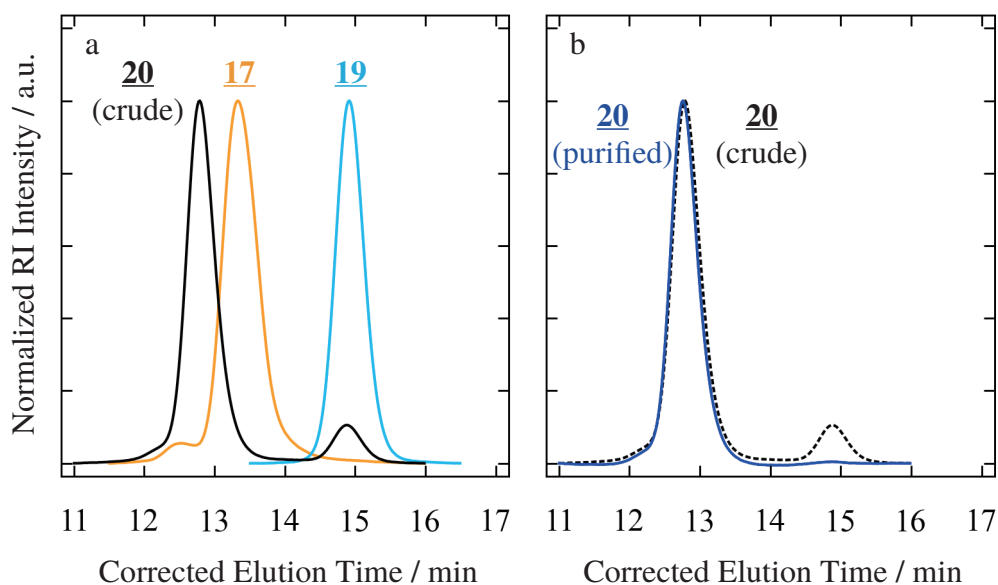 Normalized RI Intensity / a.u.
a
20
(crude)
17
19
11 12 13 14 15 16 17
Corrected Elution Time / min
b
20
(purified)
20
(crude)
11 12 13 14 15 16 17
Corrected Elution Time / min